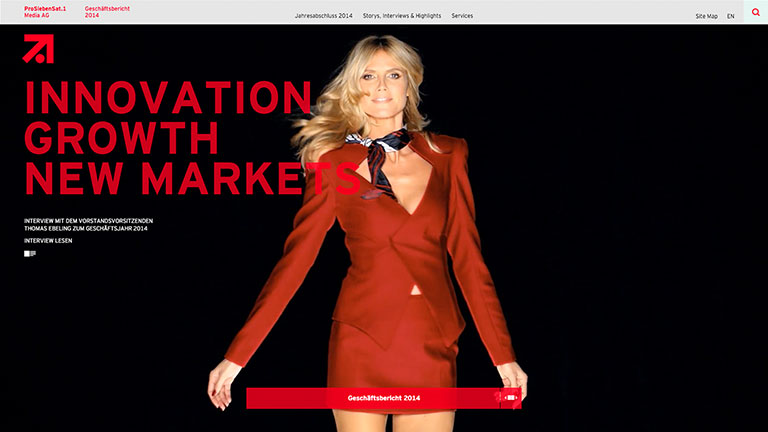 ProSiebenSat.1
Media AG
Geschäftsbericht
2014
Jahresabschluss 2014
Storys, Interviews & Highlights
Services
Site Map
EN
INNOVATION
GROWTH
NEW MARKETS
INTERVIEW MIT DEM VORSTANDSVORSITZENDEN
THOMAS EBELING ZUM GESCHÄFTSJAHR 2014
INTERVIEW LESEN
Geschäftsbericht 2014